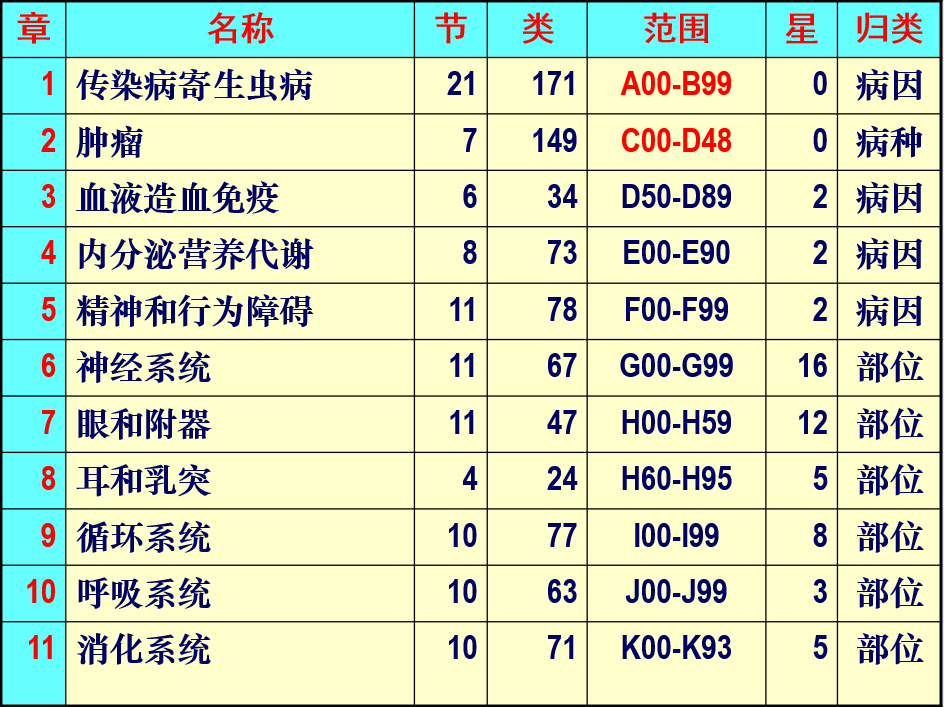 章 名称 节 类 范围 星 归类
1 传染病寄生虫病 21 171 A00-B99 0 病因
2 肿瘤 7 149 C00-D48 0 病种
3 血液造血免疫 6 34 D50-D89 2 病因
4 内分泌营养代谢 8 73 E00-E90 2 病因
5 精神和行为障碍 11 78 F00-F99 2 病因
6 神经系统 11 67 G00-G99 16 部位
7 眼和附器 11 47 H00-H59 12 部位
8 耳和乳突 4 24 H60-H95 5 部位
9 循环系统 10 77 I00-I99 8 部位
10 呼吸系统 10 63 J00-J99 3 部位
11 消化系统 10 71 K00-K93 5 部位